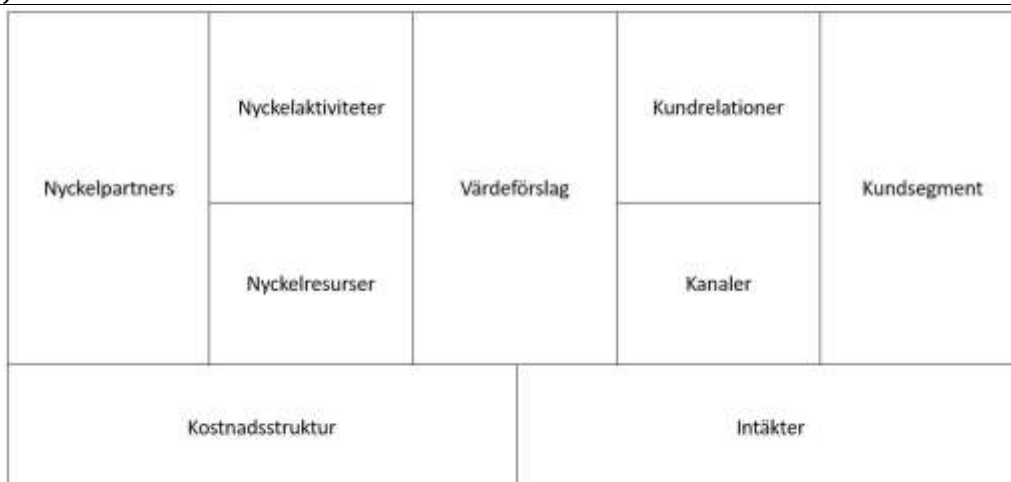 Nyckelpartners
Nyckelaktiviteter
Nyckelresurser
Värdeförslag
Kundrelationer
Kanaler
Kundsegment
Kostnadsstruktur
Intäkter